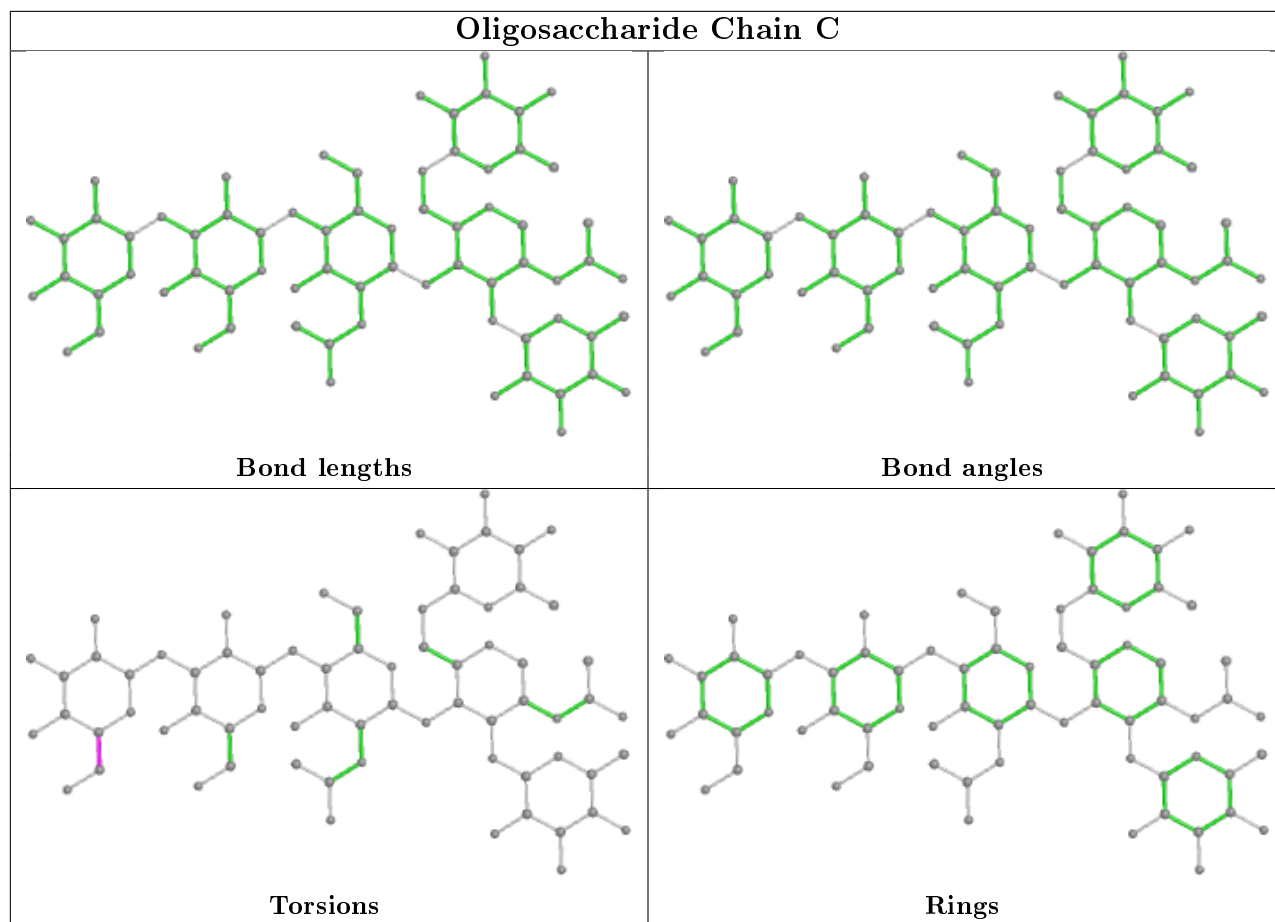 Oligosaccharide Chain C
Bond lengths
Bond angles
Torsions
Rings